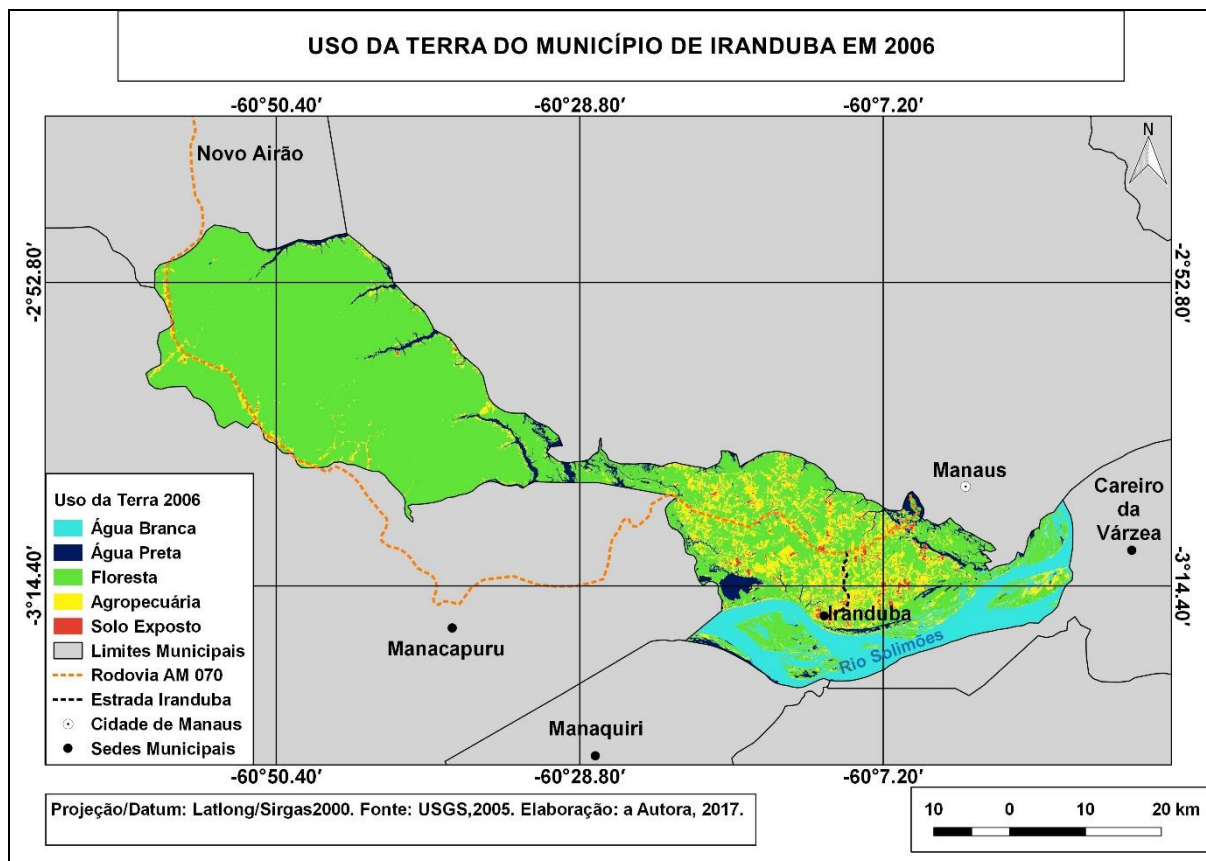 USO DA TERRA DO MUNICÍPIO DE IRANDUBA EM 2006
-60°50.40′ -60°28.80′ -60°7.20′
N
Novo Airão
-2°52.80′ -2°52.80′
Manaus
Careiro
da
Várzea
-3°14.40′ -3°14.40′
Iranduba
Rio Solimões
Manacapuru
Manaquiri
Uso da Terra 2006
Água Branca
Água Preta
Floresta
Agropecuária
Solo Exposto
Limites Municipais
Rodovia AM 070
Estrada Iranduba
Cidade de Manaus
Sedes Municipais
-60°50.40′ -60°28.80′ -60°7.20′
Projeção/Datum: Latlong/Sirgas2000. Fonte: USGS,2005. Elaboração: a Autora, 2017.
10 0 10 20 km